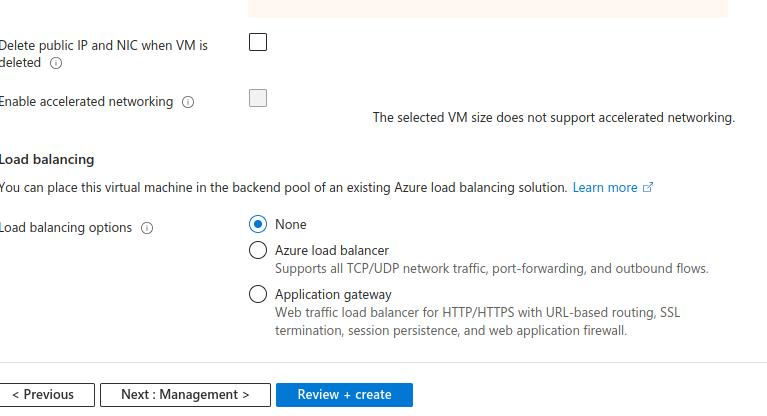 Delete public IP and NIC when VM is
deleted
Enable accelerated networking
The selected VM size does not support accelerated networking.
Load balancing
You can place this virtual machine in the backend pool of an existing Azure load balancing solution. Learn more
Load balancing options
None
Azure load balancer
Supports all TCP/UDP network traffic, port-forwarding, and outbound flows.
Application gateway
Web traffic load balancer for HTTP/HTTPS with URL-based routing, SSL
termination, session persistence, and web application firewall.
< Previous
Next : Management >
Review + create